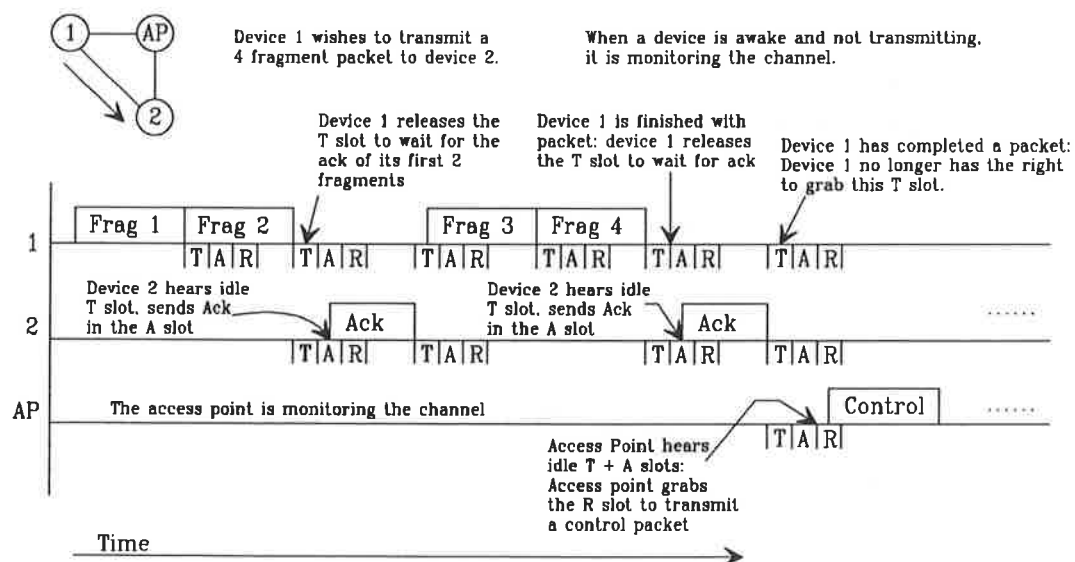 1
AP
2
Device 1 wishes to transmit a
4 fragment packet to device 2.
When a device is awake and not transmitting,
it is monitoring the channel.
Device 1 releases the
T slot to wait for the
ack of its first 2
fragments
Device 1 is finished with
packet: device 1 releases
the T slot to wait for ack
Device 1 has completed a packet:
Device 1 no longer has the right
to grab this T slot.
1
Frag 1
Frag 2
Frag 3
Frag 4
T A R
T A R
T A R
T A R
T A R
T A R
Device 2 hears idle
T slot, sends Ack
in the A slot
Device 2 hears idle
T slot, sends Ack
in the A slot
2
Ack
Ack
......
T A R
T A R
T A R
T A R
AP
The access point is monitoring the channel
Control
......
T A R
Access Point hears
idle T + A slots:
Access point grabs
the R slot to transmit
a control packet
Time